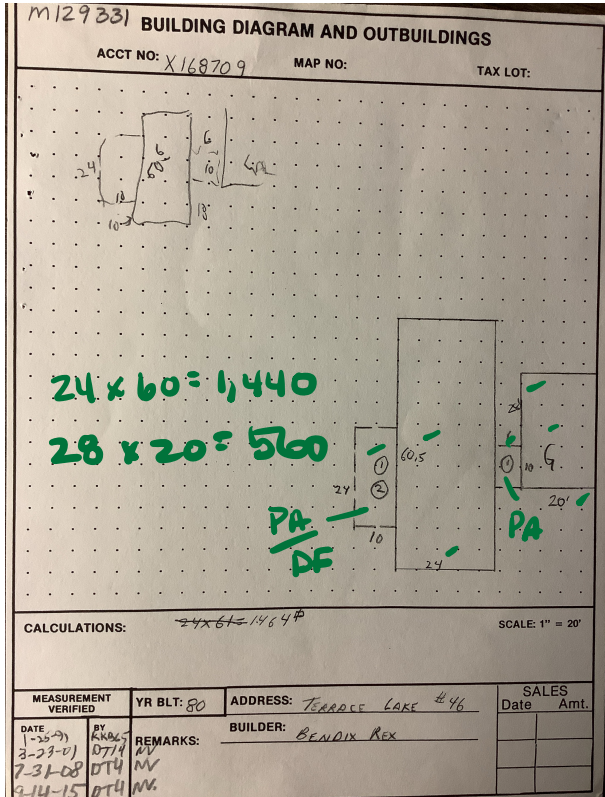 M129331
BUILDING DIAGRAM AND OUTBUILDINGS
ACCT NO: X168709 MAP NO: TAX LOT:
6
24 60 10 GAR
10
10 18
24 x 60 = 1,440
28 x 20 = 560
6
① 60.5 ① 10 G.
24 ②
20'
PA PA
DF
10
24
CALCULATIONS: 24x61=1464 SCALE: 1" = 20'
MEASUREMENT VERIFIED
YR BLT: 80
ADDRESS: TERRACE LAKE #46
SALES
Date Amt.
BUILDER: BENDIX REX
REMARKS:
DATE BY
3-23-01 DT14 NV
7-31-08 DT4 NV
9-14-15 DT4 NV.